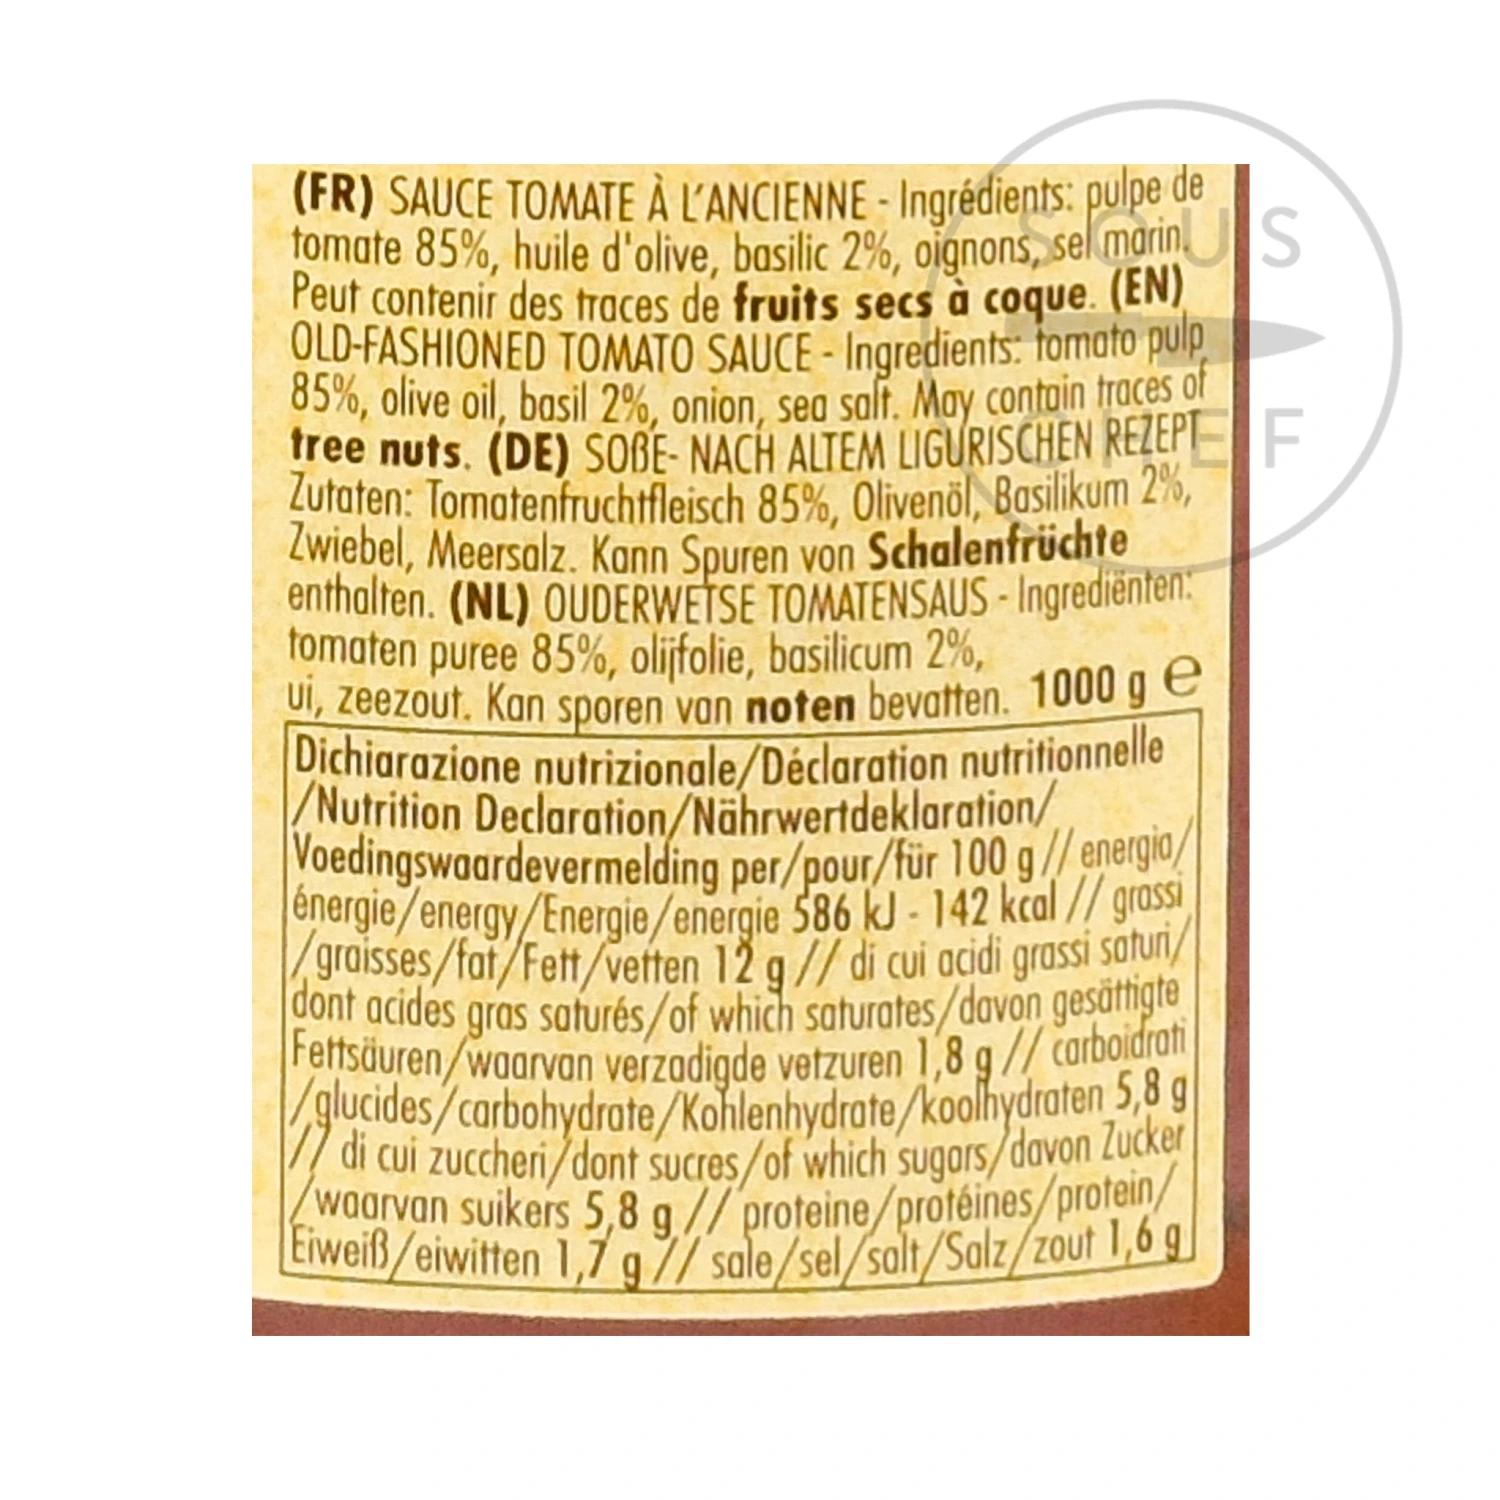 (FR) SAUCE TOMATE À L'ANCIENNE - Ingrédients: pulpe de
tomate 85%, huile d'olive, basilic 2%, oignons, sel marin.
Peut contenir des traces de fruits secs à coque. (EN)
OLD-FASHIONED TOMATO SAUCE - Ingredients: tomato pulp
85%, olive oil, basil 2%, onion, sea salt. May contain traces of
tree nuts. (DE) SOßE- NACH ALTEM LIGURISCHEN REZEPT
Zutaten: Tomatenfruchtfleisch 85%, Olivenöl, Basilikum 2%,
Zwiebel, Meersalz. Kann Spuren von Schalenfrüchte
enthalten. (NL) OUDERWETSE TOMATENSAUS - Ingrediënten:
tomaten puree 85%, olijfolie, basilicum 2%,
ui, zeezout. Kan sporen van noten bevatten. 1000 g ℮
Dichiarazione nutrizionale/Déclaration nutritionnelle
/Nutrition Declaration/Nährwertdeklaration/
Voedingswaardevermelding per/pour/für 100 g // energia/
énergie/energy/Energie/energie 586 kJ - 142 kcal // grassi
/graisses/fat/Fett/vetten 12 g // di cui acidi grassi saturi/
dont acides gras saturés/of which saturates/davon gesättigte
Fettsäuren/waarvan verzadigde vetzuren 1,8 g // carboidrati
/glucides/carbohydrate/Kohlenhydrate/koolhydraten 5,8 g
// di cui zuccheri/dont sucres/of which sugars/davon Zucker
/waarvan suikers 5,8 g // proteine/protéines/protein/
Eiweiß/eiwitten 1,7 g // sale/sel/salt/Salz/zout 1,6 g
SOUS
CHEF